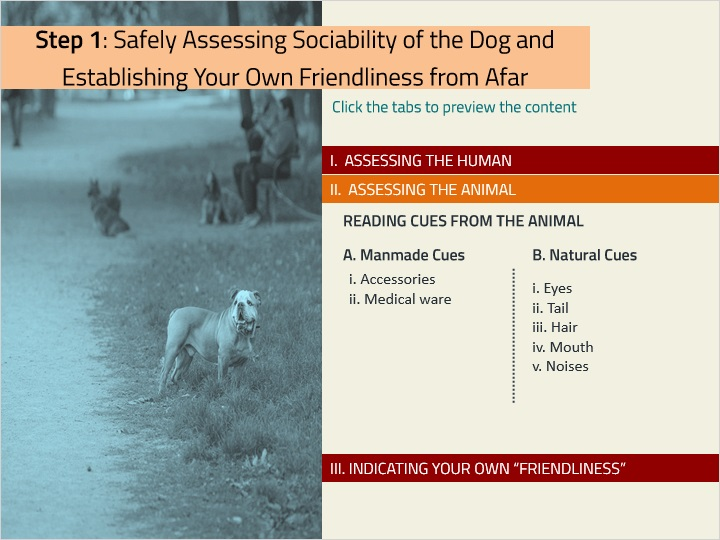 Step 1: Safely Assessing Sociability of the Dog and
Establishing Your Own Friendliness from Afar
Click the tabs to preview the content
I. ASSESSING THE HUMAN
II. ASSESSING THE ANIMAL
READING CUES FROM THE ANIMAL
A. Manmade Cues
i. Accessories
ii. Medical ware
B. Natural Cues
i. Eyes
ii. Tail
iii. Hair
iv. Mouth
v. Noises
III. INDICATING YOUR OWN “FRIENDLINESS”